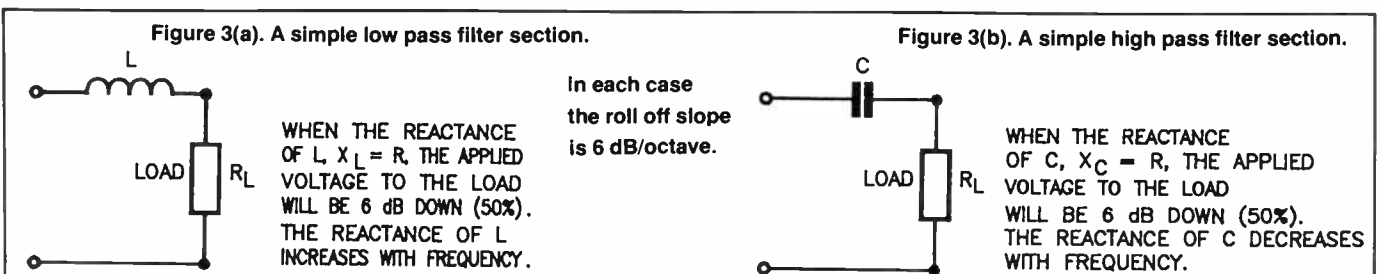 Figure 3(a). A simple low pass filter section.
L
LOAD
RL
WHEN THE REACTANCE
OF L, XL = R, THE APPLIED
VOLTAGE TO THE LOAD
WILL BE 6 dB DOWN (50%).
THE REACTANCE OF L
INCREASES WITH FREQUENCY.
In each case
the roll off slope
is 6 dB/octave.
Figure 3(b). A simple high pass filter section.
C
LOAD
RL
WHEN THE REACTANCE
OF C, XC = R, THE APPLIED
VOLTAGE TO THE LOAD
WILL BE 6 dB DOWN (50%).
THE REACTANCE OF C DECREASES
WITH FREQUENCY.